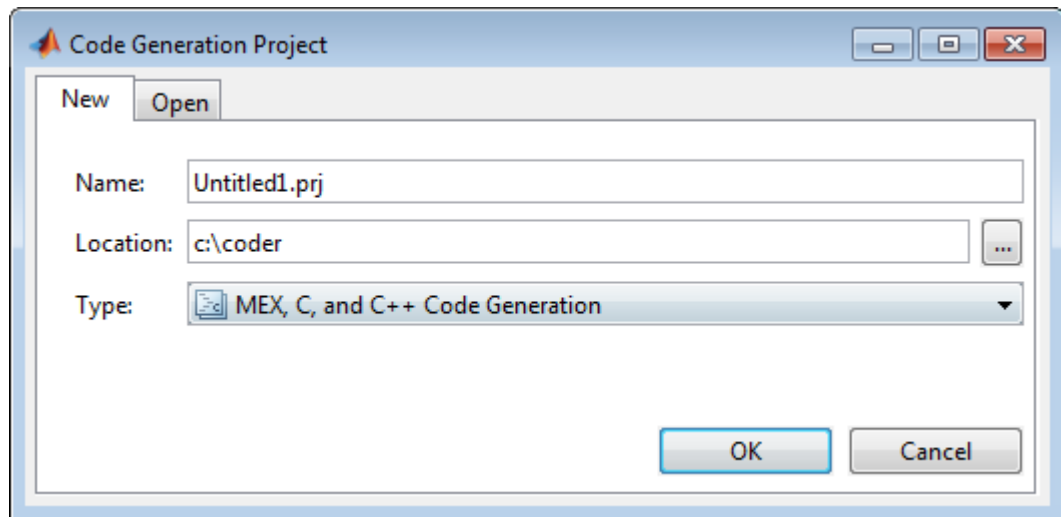 Code Generation Project
New
Open
Name:
Untitled1.prj
Location:
c:\coder
...
Type:
MEX, C, and C++ Code Generation
OK
Cancel